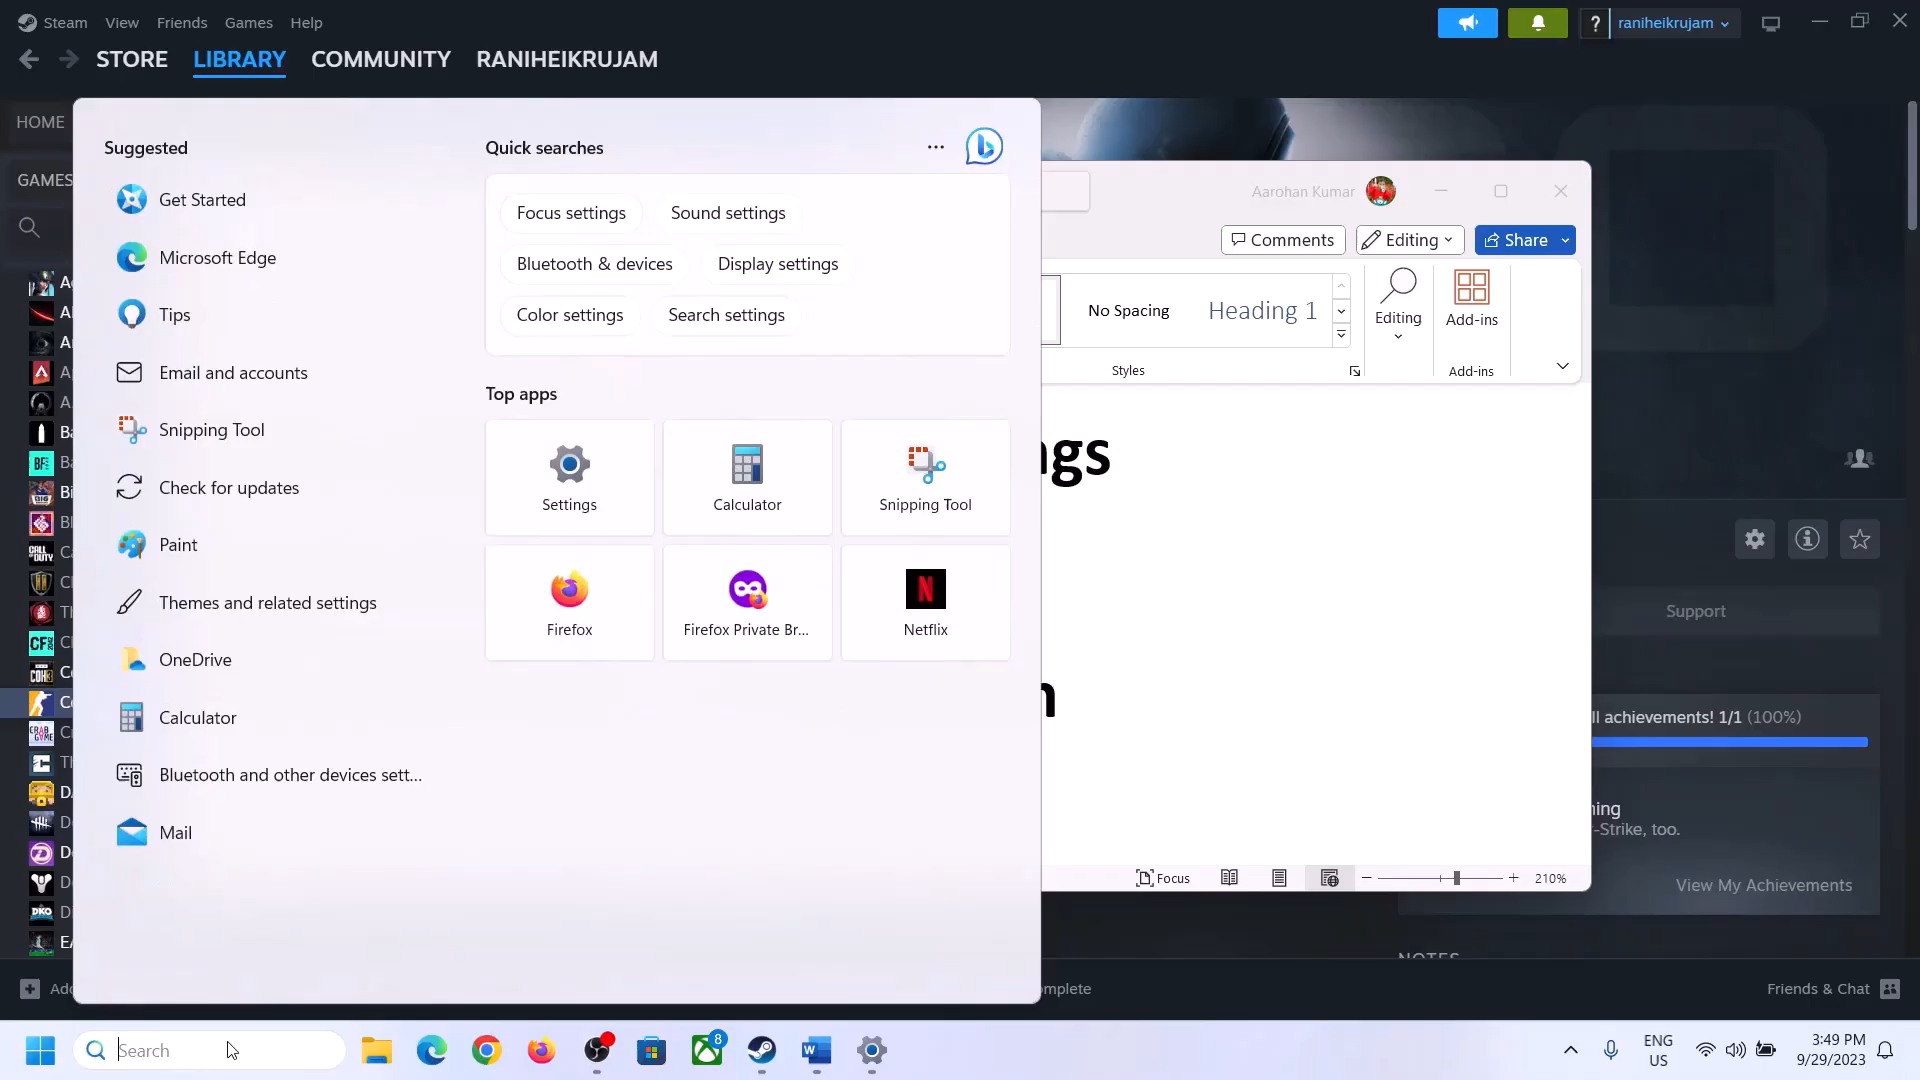 Steam View Friends Games Help
raniheikrujam
STORE LIBRARY COMMUNITY RANIHEIKRUJAM
HOME
GAMES
Suggested
Get Started
Microsoft Edge
Tips
Email and accounts
Snipping Tool
Check for updates
Paint
Themes and related settings
OneDrive
Calculator
Bluetooth and other devices sett...
Mail
Quick searches
Focus settings Sound settings
Bluetooth & devices Display settings
Color settings Search settings
Top apps
Settings Calculator Snipping Tool
Firefox Firefox Private Br... Netflix
Aarohan Kumar
Comments Editing Share
No Spacing Heading 1
Editing
Add-ins
Styles
Add-ins
ngs
n
Focus
210%
Support
ll achievements! 1/1 (100%)
ning
-Strike, too.
View My Achievements
NOTES
Add
omplete
Friends & Chat
Search
8
ENG
US
3:49 PM
9/29/2023